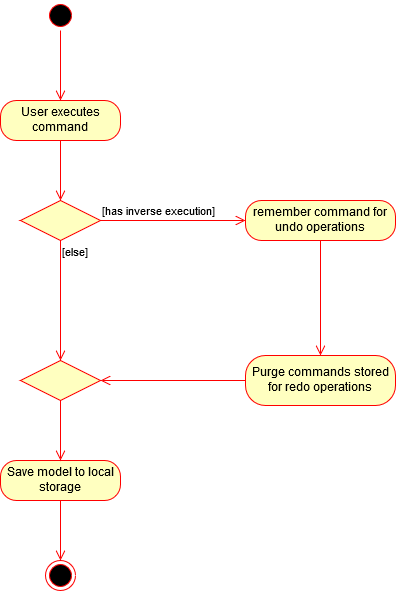 User executes
command
[has inverse execution]
remember command for
undo operations
[else]
Purge commands stored
for redo operations
Save model to local
storage